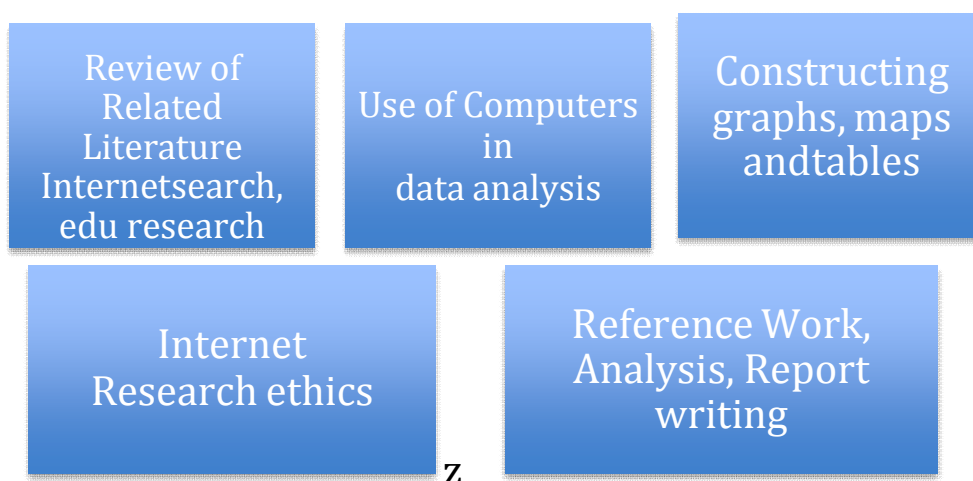 Review of
Related
Literature
Internetsearch,
edu research
Use of Computers
in
data analysis
Constructing
graphs, maps
andtables
Internet
Research ethics
Reference Work,
Analysis, Report
writing
z